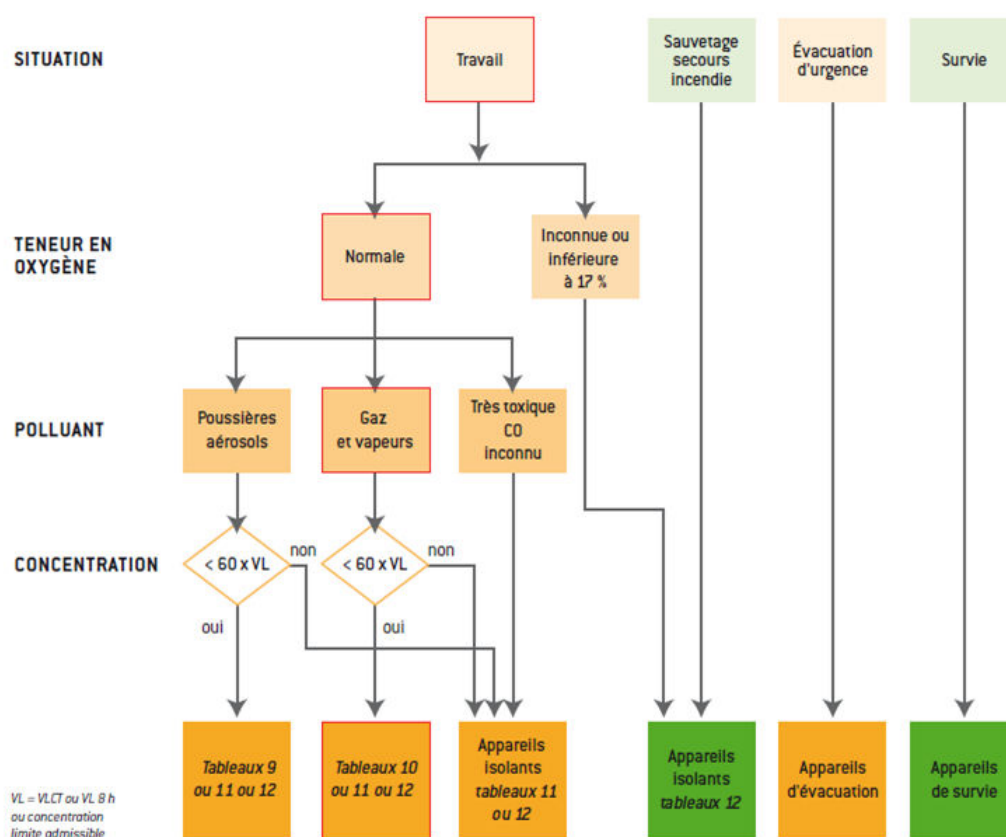 SITUATION
Travail
Sauvetage
secours
incendie
Évacuation
d'urgence
Survie
TENEUR EN
OXYGÈNE
Normale
Inconnue ou
inférieure
à 17 %
POLLUANT
Poussières
aérosols
Gaz
et vapeurs
Très toxique
CO
inconnu
CONCENTRATION
< 60 x VL
non
< 60 x VL
non
oui
oui
Tableaux 9
ou 11 ou 12
Tableaux 10
ou 11 ou 12
Appareils
isolants
tableaux 11
ou 12
Appareils
isolants
tableaux 12
Appareils
d'évacuation
Appareils
de survie
VL = VLCT ou VL 8 h
ou concentration
limite admissible